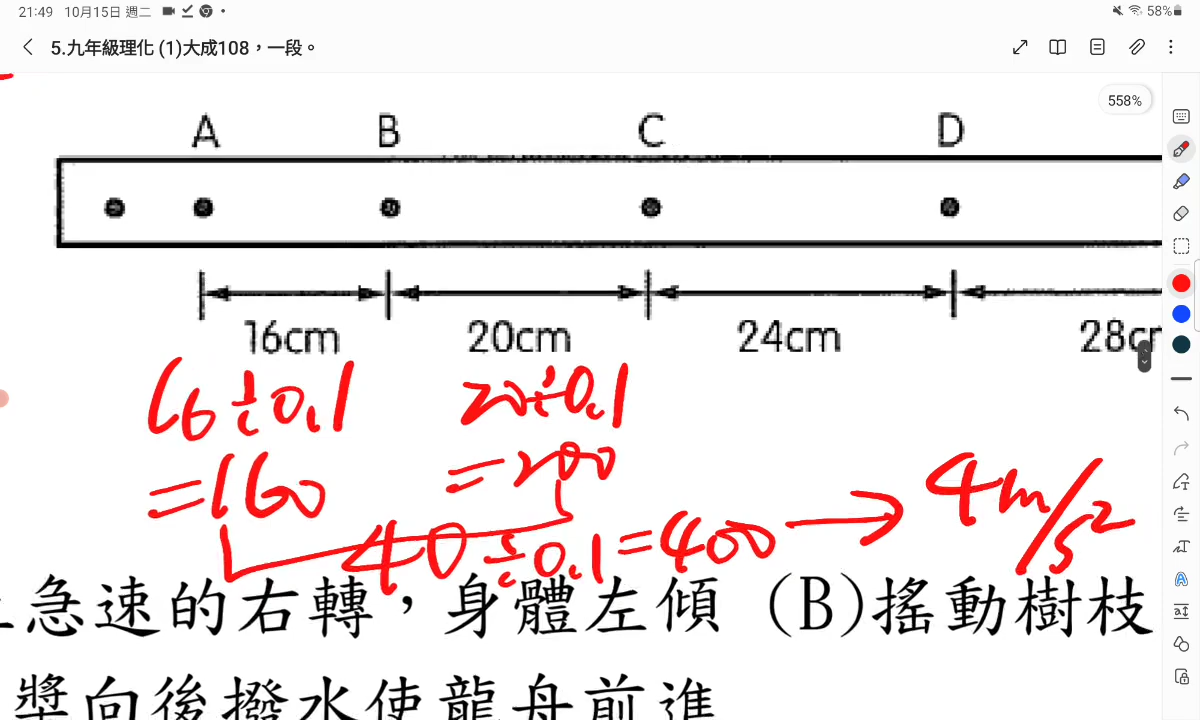 21:49 10月15日 週二 58%
5.九年級理化 (1)大成108，一段。
558%
A B C D
16cm 20cm 24cm 28cr
16÷0.1 20÷0.1
=160 =200
40÷0.1=400→4m/s²
急速的右轉，身體左傾 (B)搖動樹枝
槳向後撥水使龍舟前進